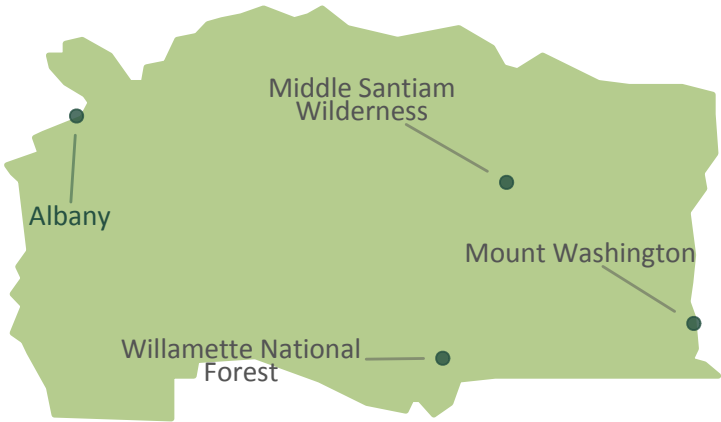 Middle Santiam
Wilderness
Albany
Mount Washington
Willamette National
Forest